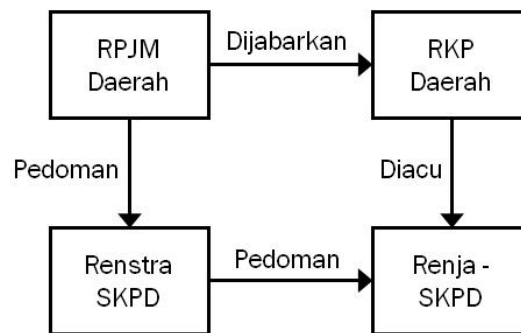 RPJM
Daerah
Dijabarkan
RKP
Daerah
Pedoman
Diacu
Renstra
SKPD
Pedoman
Renja -
SKPD